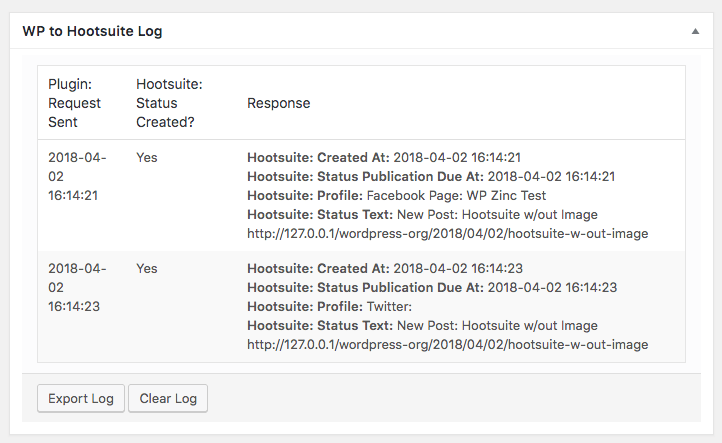 WP to Hootsuite Log
Plugin:
Request
Sent
Hootsuite:
Status
Created?
Response
2018-04-
02
16:14:21
Yes
Hootsuite: Created At: 2018-04-02 16:14:21
Hootsuite: Status Publication Due At: 2018-04-02 16:14:21
Hootsuite: Profile: Facebook Page: WP Zinc Test
Hootsuite: Status Text: New Post: Hootsuite w/out Image
http://127.0.0.1/wordpress-org/2018/04/02/hootsuite-w-out-image
2018-04-
02
16:14:23
Yes
Hootsuite: Created At: 2018-04-02 16:14:23
Hootsuite: Status Publication Due At: 2018-04-02 16:14:23
Hootsuite: Profile: Twitter:
Hootsuite: Status Text: New Post: Hootsuite w/out Image
http://127.0.0.1/wordpress-org/2018/04/02/hootsuite-w-out-image
Export Log
Clear Log